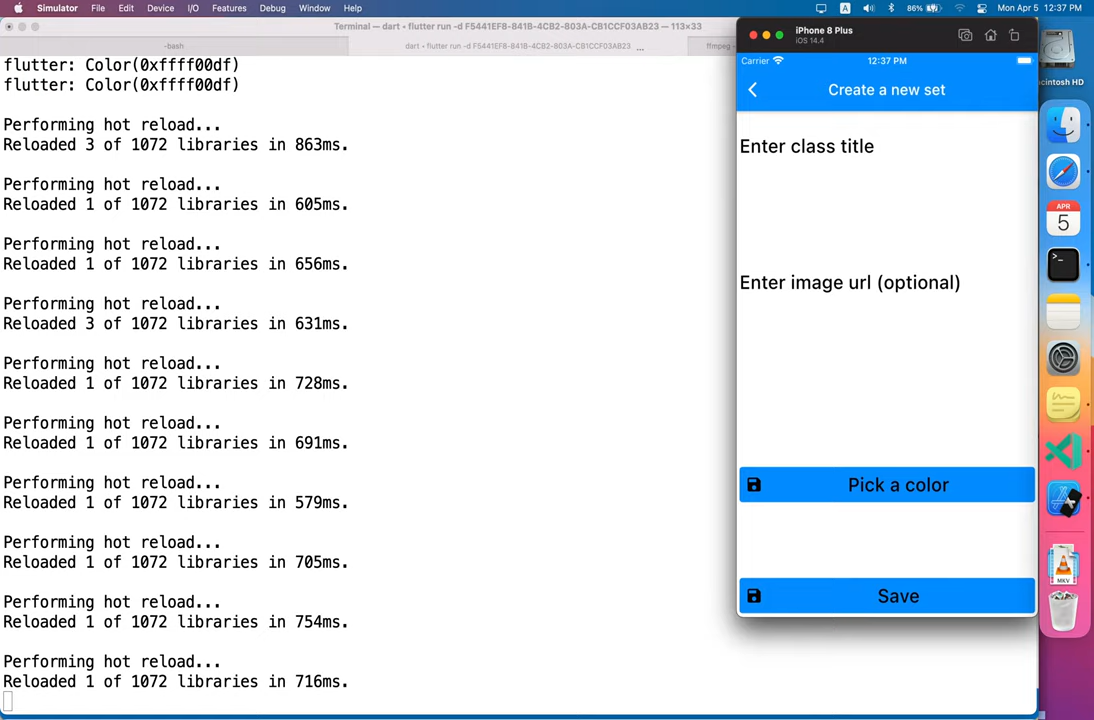 Simulator File Edit Device I/O Features Debug Window Help
A 86% Mon Apr 5 12:37 PM
Terminal — dart • flutter run -d F5441EF8-841B-4CB2-803A-CB1CCF03AB23 — 113×33
-bash
dart • flutter run -d F5441EF8-841B-4CB2-803A-CB1CCF03AB23 ...
ffmpeg
flutter: Color(0xffff00df)
flutter: Color(0xffff00df)
Performing hot reload...
Reloaded 3 of 1072 libraries in 863ms.
Performing hot reload...
Reloaded 1 of 1072 libraries in 605ms.
Performing hot reload...
Reloaded 1 of 1072 libraries in 656ms.
Performing hot reload...
Reloaded 3 of 1072 libraries in 631ms.
Performing hot reload...
Reloaded 1 of 1072 libraries in 728ms.
Performing hot reload...
Reloaded 1 of 1072 libraries in 691ms.
Performing hot reload...
Reloaded 1 of 1072 libraries in 579ms.
Performing hot reload...
Reloaded 1 of 1072 libraries in 705ms.
Performing hot reload...
Reloaded 1 of 1072 libraries in 754ms.
Performing hot reload...
Reloaded 1 of 1072 libraries in 716ms.
iPhone 8 Plus
iOS 14.4
Carrier 12:37 PM
Create a new set
Enter class title
Enter image url (optional)
Pick a color
Save
acintosh HD
APR
5
>_
MKV